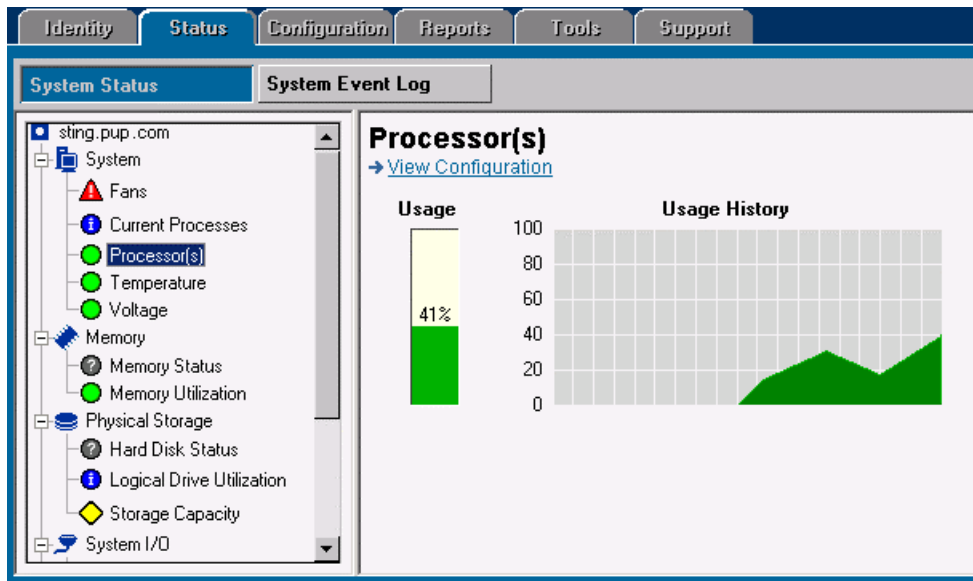 Identity Status Configuration Reports Tools Support
System Status System Event Log
sting.pup.com
System
Fans
Current Processes
Processor(s)
Temperature
Voltage
Memory
Memory Status
Memory Utilization
Physical Storage
Hard Disk Status
Logical Drive Utilization
Storage Capacity
System I/O
Processor(s)
View Configuration
Usage
41%
Usage History
100
80
60
40
20
0